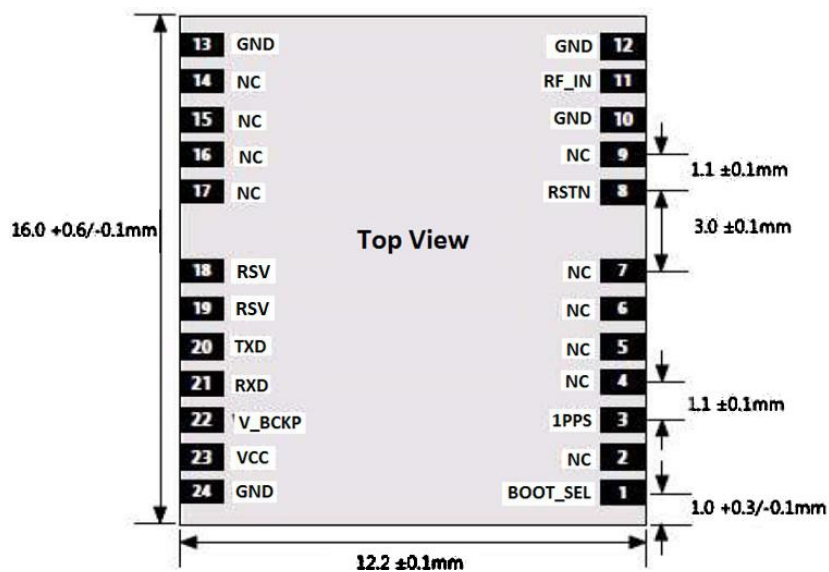 13 GND GND 12
14 NC RF_IN 11
15 NC GND 10
16 NC NC 9
1.1 ±0.1mm
17 NC RSTN 8
16.0 +0.6/-0.1mm
3.0 ±0.1mm
Top View
18 RSV NC 7
19 RSV NC 6
20 TXD NC 5
21 RXD NC 4
1.1 ±0.1mm
22 V_BCKP 1PPS 3
23 VCC NC 2
24 GND BOOT_SEL 1
1.0 +0.3/-0.1mm
12.2 ±0.1mm